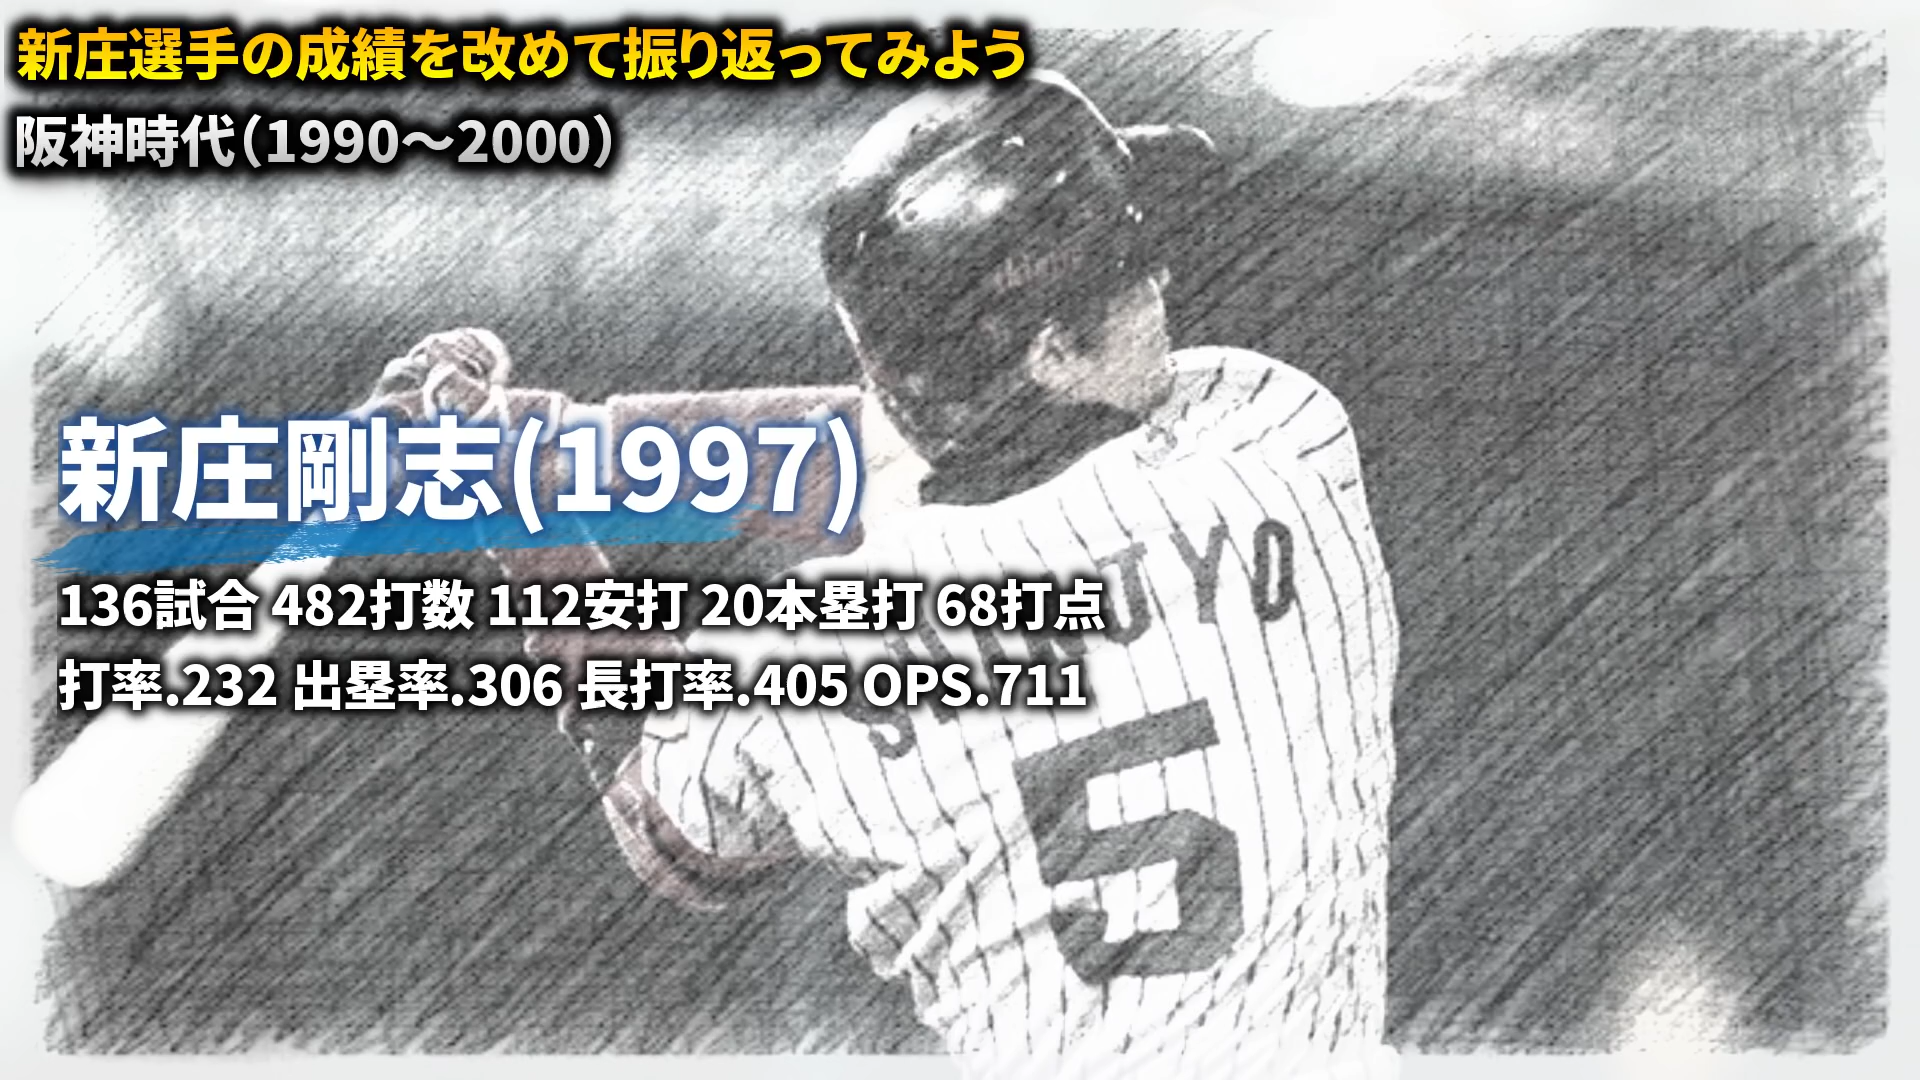 新庄選手の成績を改めて振り返ってみよう
阪神時代（1990～2000）
新庄剛志(1997)
136試合 482打数 112安打 20本塁打 68打点
打率.232 出塁率.306 長打率.405 OPS.711
5